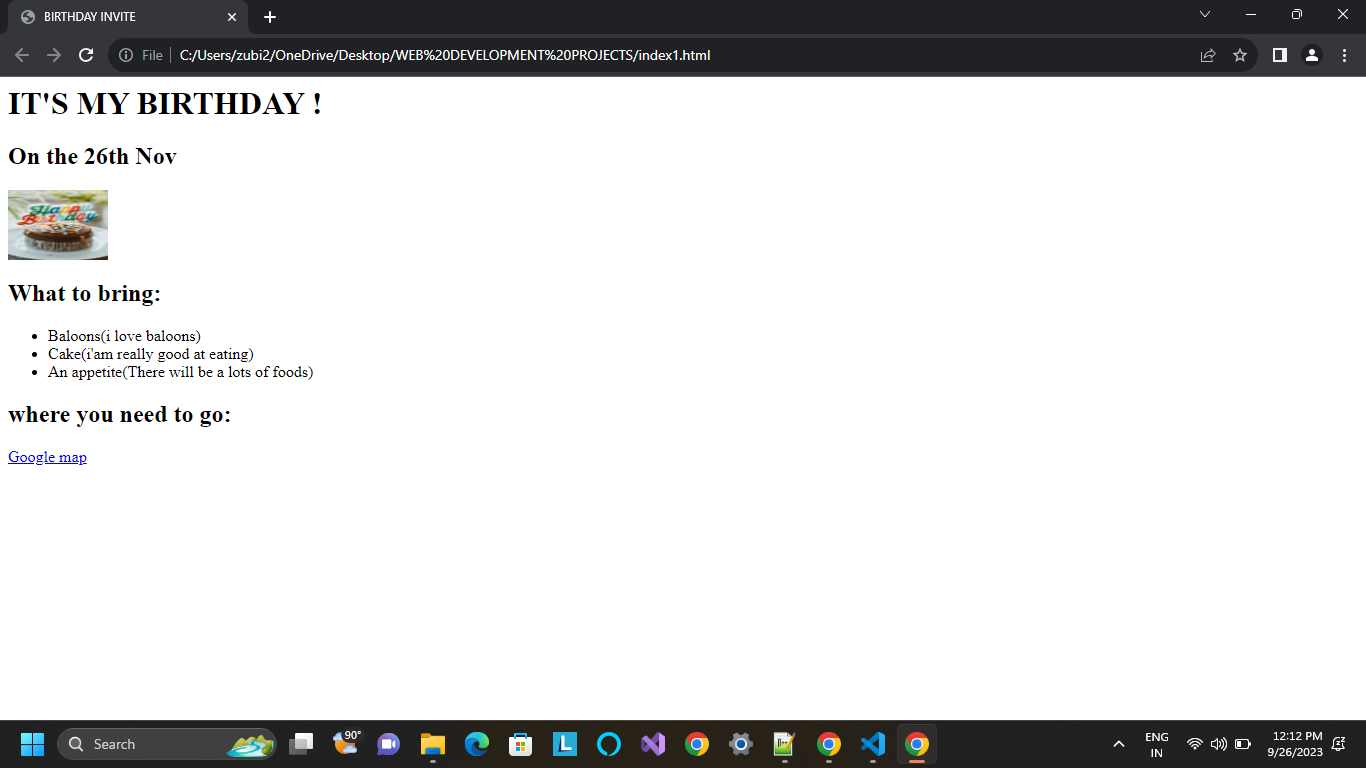 BIRTHDAY INVITE
File
C:/Users/zubi2/OneDrive/Desktop/WEB%20DEVELOPMENT%20PROJECTS/index1.html
IT'S MY BIRTHDAY !
On the 26th Nov
Happy
Birthday
What to bring:
Baloons(i love baloons)
Cake(i'am really good at eating)
An appetite(There will be a lots of foods)
where you need to go:
Google map
Search
90°
L
ENG
IN
12:12 PM
9/26/2023